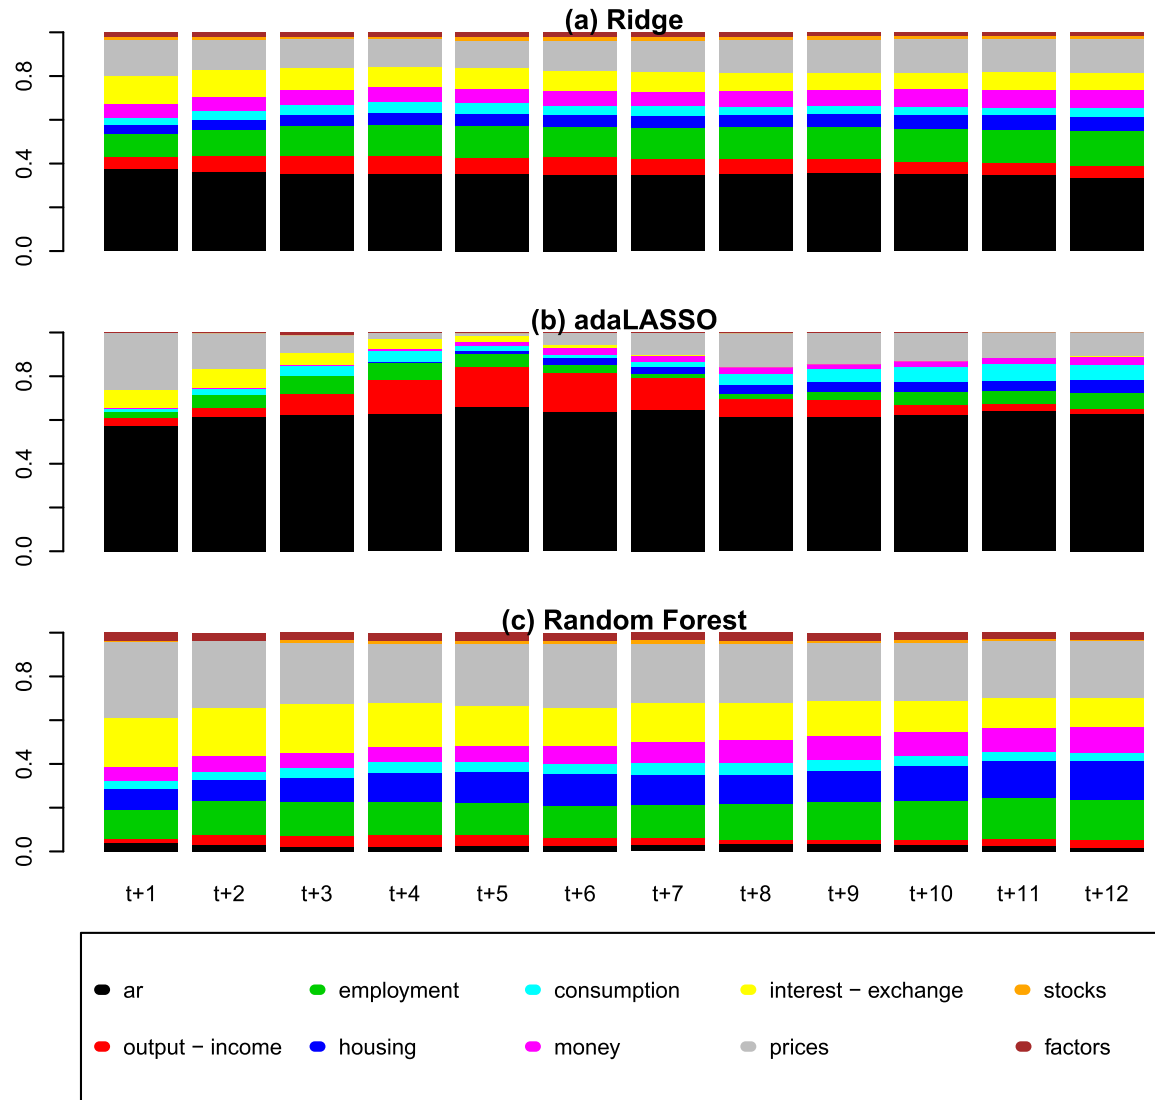 (a) Ridge
0.8
0.4
0.0
(b) adaLASSO
0.8
0.4
0.0
(c) Random Forest
0.8
0.4
0.0
t+1 t+2 t+3 t+4 t+5 t+6 t+7 t+8 t+9 t+10 t+11 t+12
ar employment consumption interest − exchange stocks
output − income housing money prices factors